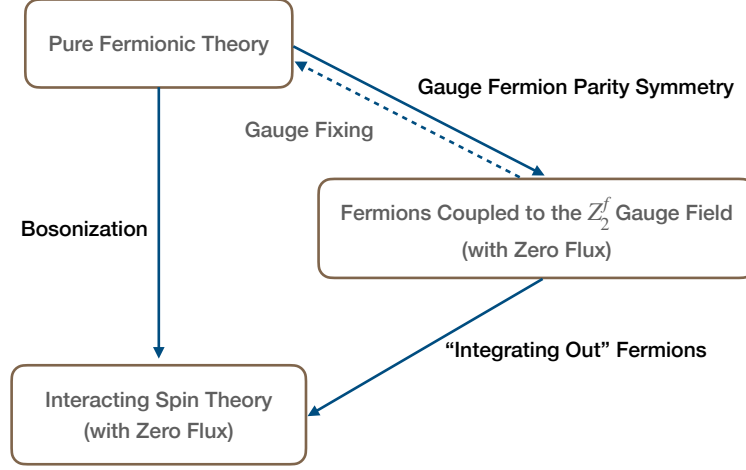 Pure Fermionic Theory
Gauge Fermion Parity Symmetry
Gauge Fixing
Fermions Coupled to the Z₂ᶠ Gauge Field
(with Zero Flux)
Bosonization
“Integrating Out” Fermions
Interacting Spin Theory
(with Zero Flux)